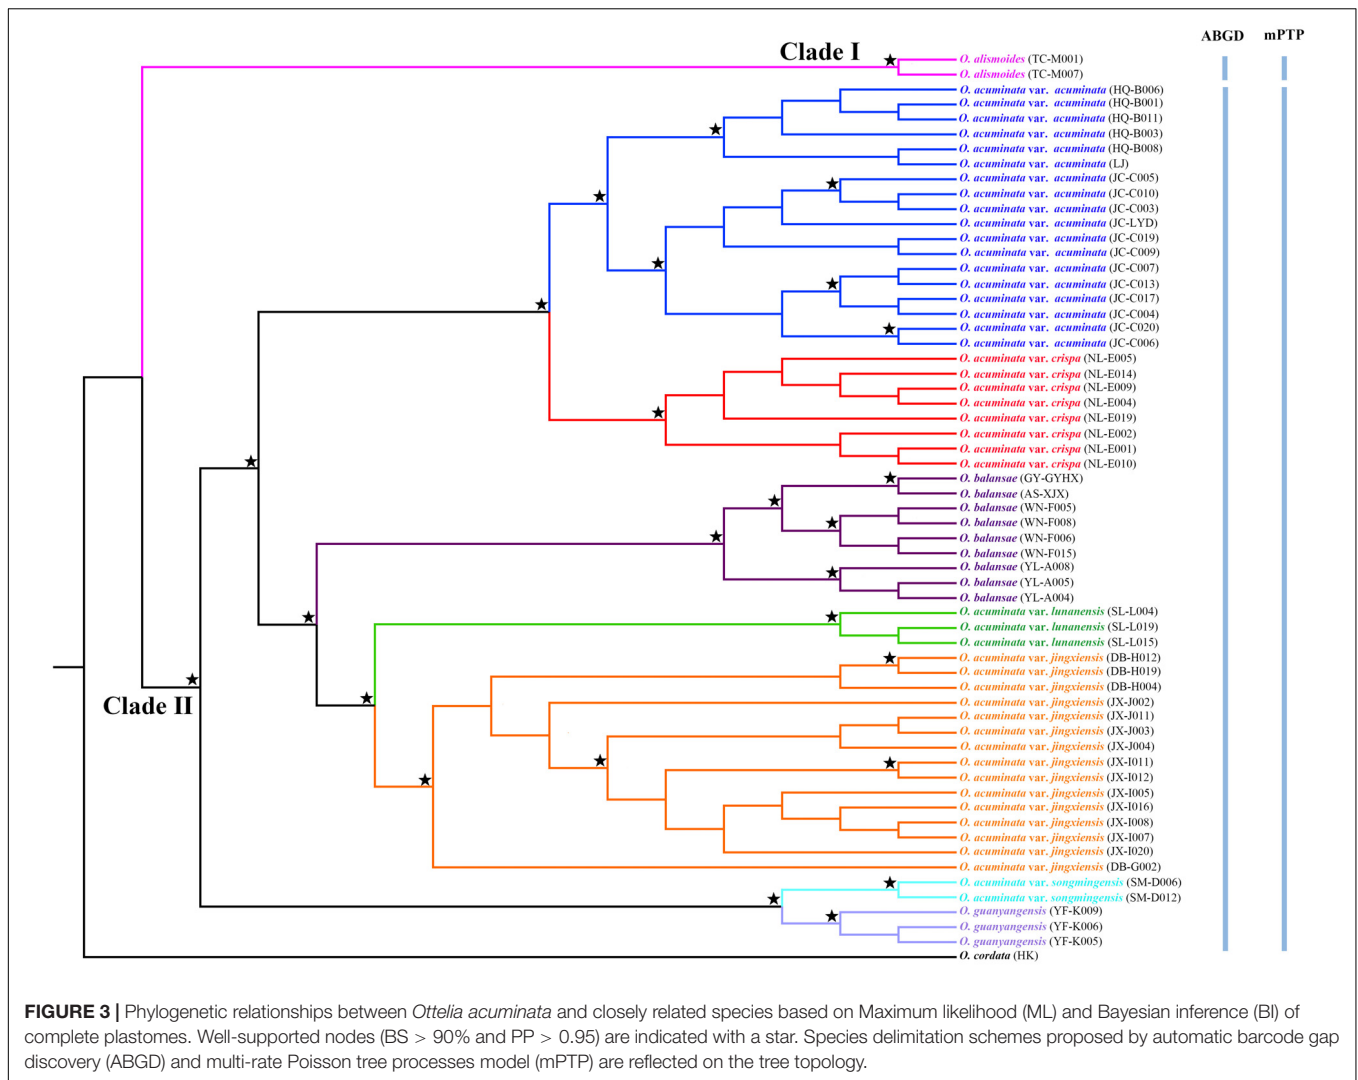 ABGD mPTP
Clade I
O. alismoides (TC-M001)
O. alismoides (TC-M007)
O. acuminata var. acuminata (HQ-B006)
O. acuminata var. acuminata (HQ-B001)
O. acuminata var. acuminata (HQ-B011)
O. acuminata var. acuminata (HQ-B003)
O. acuminata var. acuminata (HQ-B008)
O. acuminata var. acuminata (LJ)
O. acuminata var. acuminata (JC-C005)
O. acuminata var. acuminata (JC-C010)
O. acuminata var. acuminata (JC-C003)
O. acuminata var. acuminata (JC-LYD)
O. acuminata var. acuminata (JC-C019)
O. acuminata var. acuminata (JC-C009)
O. acuminata var. acuminata (JC-C007)
O. acuminata var. acuminata (JC-C013)
O. acuminata var. acuminata (JC-C017)
O. acuminata var. acuminata (JC-C004)
O. acuminata var. acuminata (JC-C020)
O. acuminata var. acuminata (JC-C006)
O. acuminata var. crispa (NL-E005)
O. acuminata var. crispa (NL-E014)
O. acuminata var. crispa (NL-E009)
O. acuminata var. crispa (NL-E004)
O. acuminata var. crispa (NL-E019)
O. acuminata var. crispa (NL-E002)
O. acuminata var. crispa (NL-E001)
O. acuminata var. crispa (NL-E010)
O. balansae (GY-GYHX)
O. balansae (AS-XJX)
O. balansae (WN-F005)
O. balansae (WN-F008)
O. balansae (WN-F006)
O. balansae (WN-F015)
O. balansae (YL-A008)
O. balansae (YL-A005)
O. balansae (YL-A004)
O. acuminata var. lunanensis (SL-L004)
O. acuminata var. lunanensis (SL-L019)
O. acuminata var. lunanensis (SL-L015)
O. acuminata var. jingxiensis (DB-H012)
O. acuminata var. jingxiensis (DB-H019)
O. acuminata var. jingxiensis (DB-H004)
Clade II
O. acuminata var. jingxiensis (JX-J002)
O. acuminata var. jingxiensis (JX-J011)
O. acuminata var. jingxiensis (JX-J003)
O. acuminata var. jingxiensis (JX-J004)
O. acuminata var. jingxiensis (JX-I011)
O. acuminata var. jingxiensis (JX-I012)
O. acuminata var. jingxiensis (JX-I005)
O. acuminata var. jingxiensis (JX-I016)
O. acuminata var. jingxiensis (JX-I008)
O. acuminata var. jingxiensis (JX-I007)
O. acuminata var. jingxiensis (JX-I020)
O. acuminata var. jingxiensis (DB-G002)
O. acuminata var. songmingensis (SM-D006)
O. acuminata var. songmingensis (SM-D012)
O. guanyangensis (YF-K009)
O. guanyangensis (YF-K006)
O. guanyangensis (YF-K005)
O. cordata (HK)
FIGURE 3 | Phylogenetic relationships between Ottelia acuminata and closely related species based on Maximum likelihood (ML) and Bayesian inference (BI) of
complete plastomes. Well-supported nodes (BS > 90% and PP > 0.95) are indicated with a star. Species delimitation schemes proposed by automatic barcode gap
discovery (ABGD) and multi-rate Poisson tree processes model (mPTP) are reflected on the tree topology.